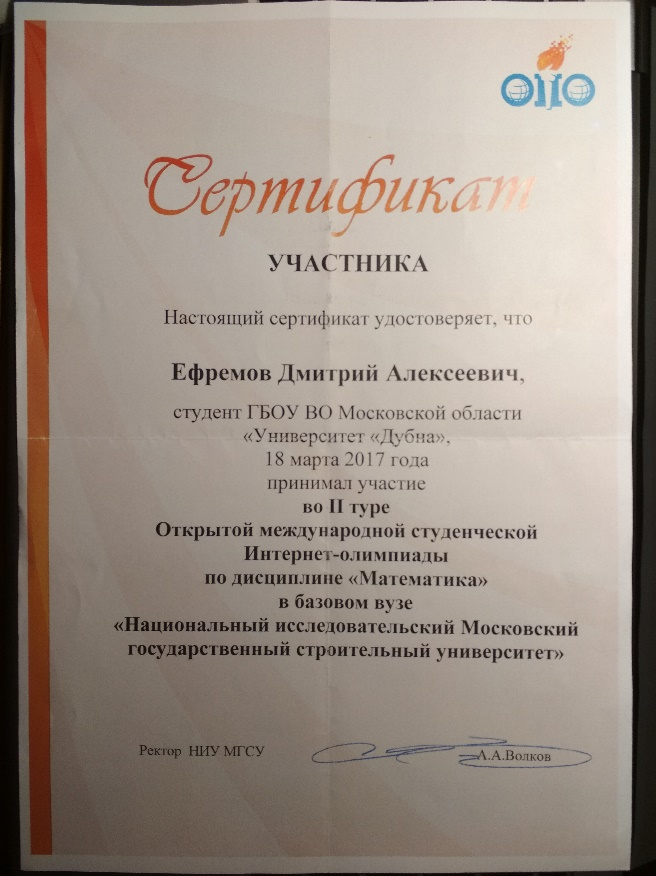 Сертификат
УЧАСТНИКА
Настоящий сертификат удостоверяет, что
Ефремов Дмитрий Алексеевич,
студент ГБОУ ВО Московской области
«Университет «Дубна»,
18 марта 2017 года
принимал участие
во II туре
Открытой международной студенческой
Интернет-олимпиады
по дисциплине «Математика»
в базовом вузе
«Национальный исследовательский Московский
государственный строительный университет»
Ректор НИУ МГСУ А.А.Волков